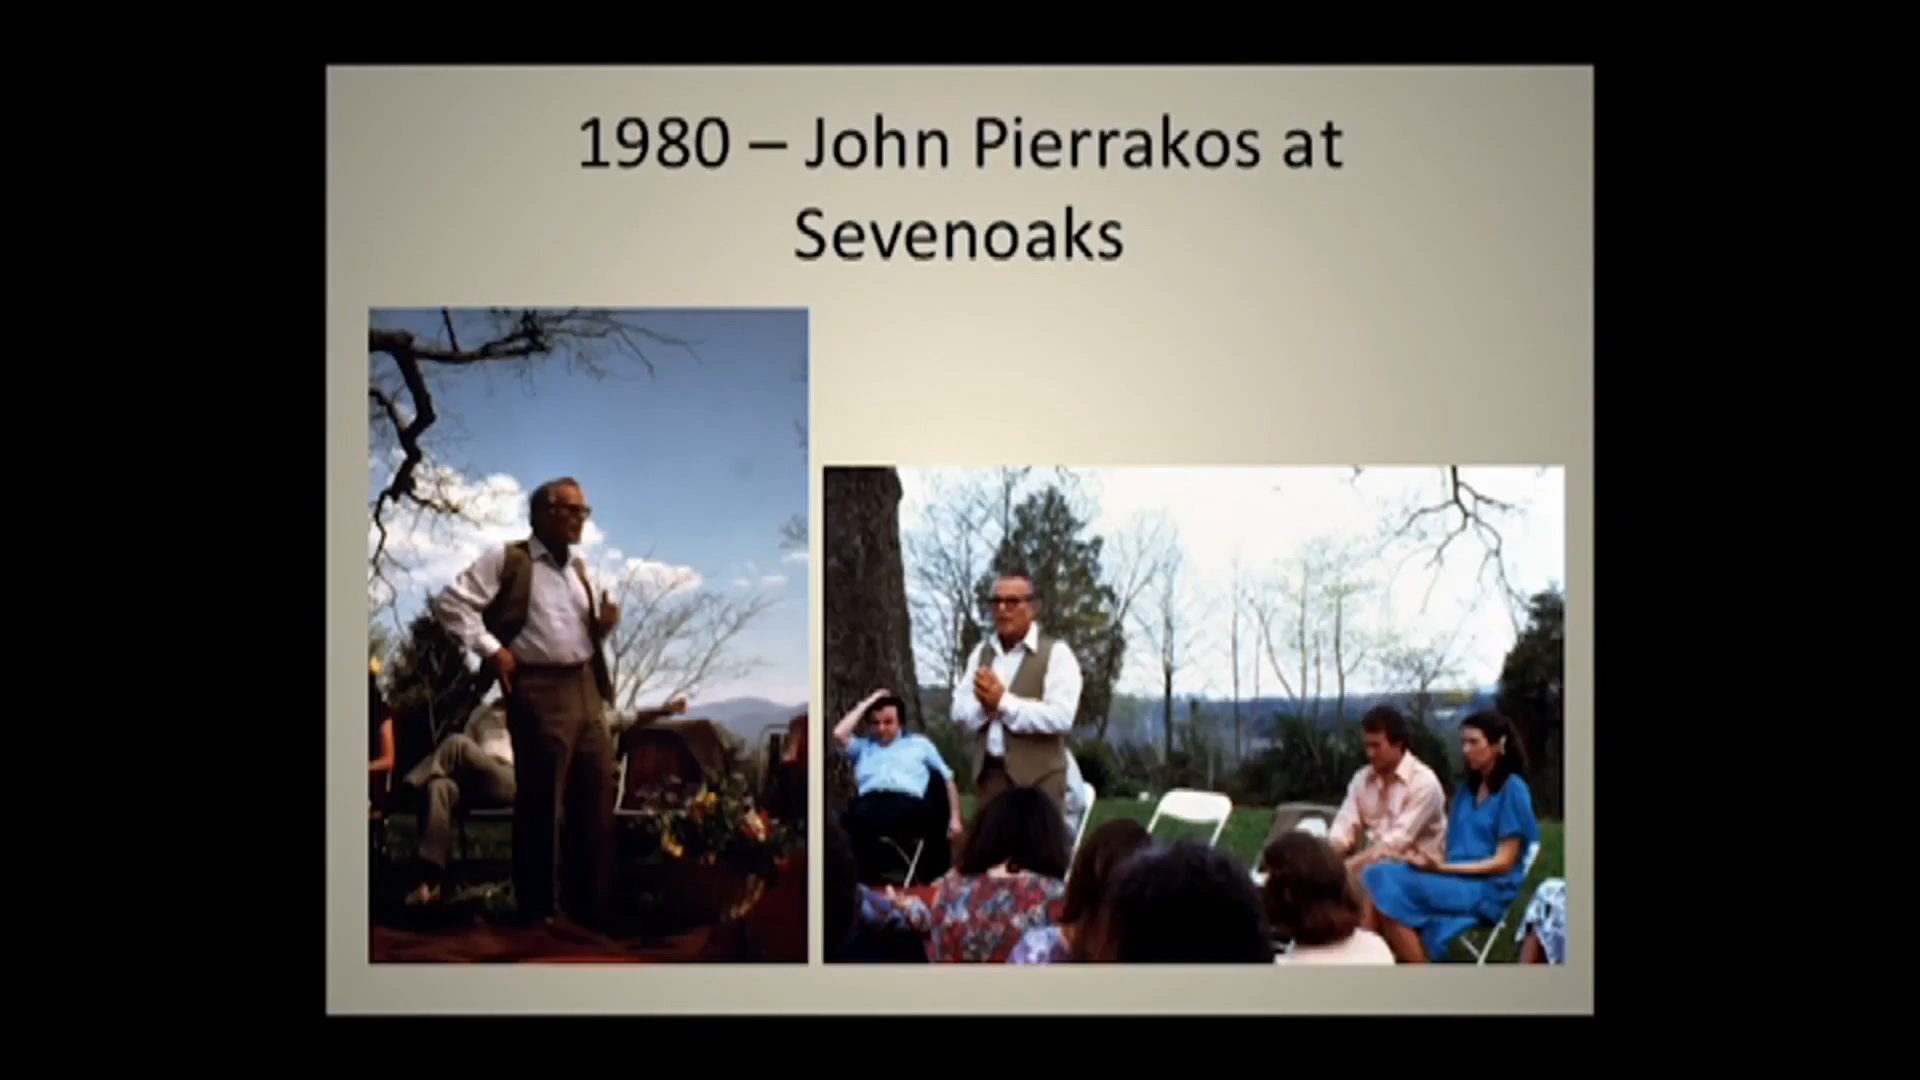 1980 – John Pierrakos at
Sevenoaks